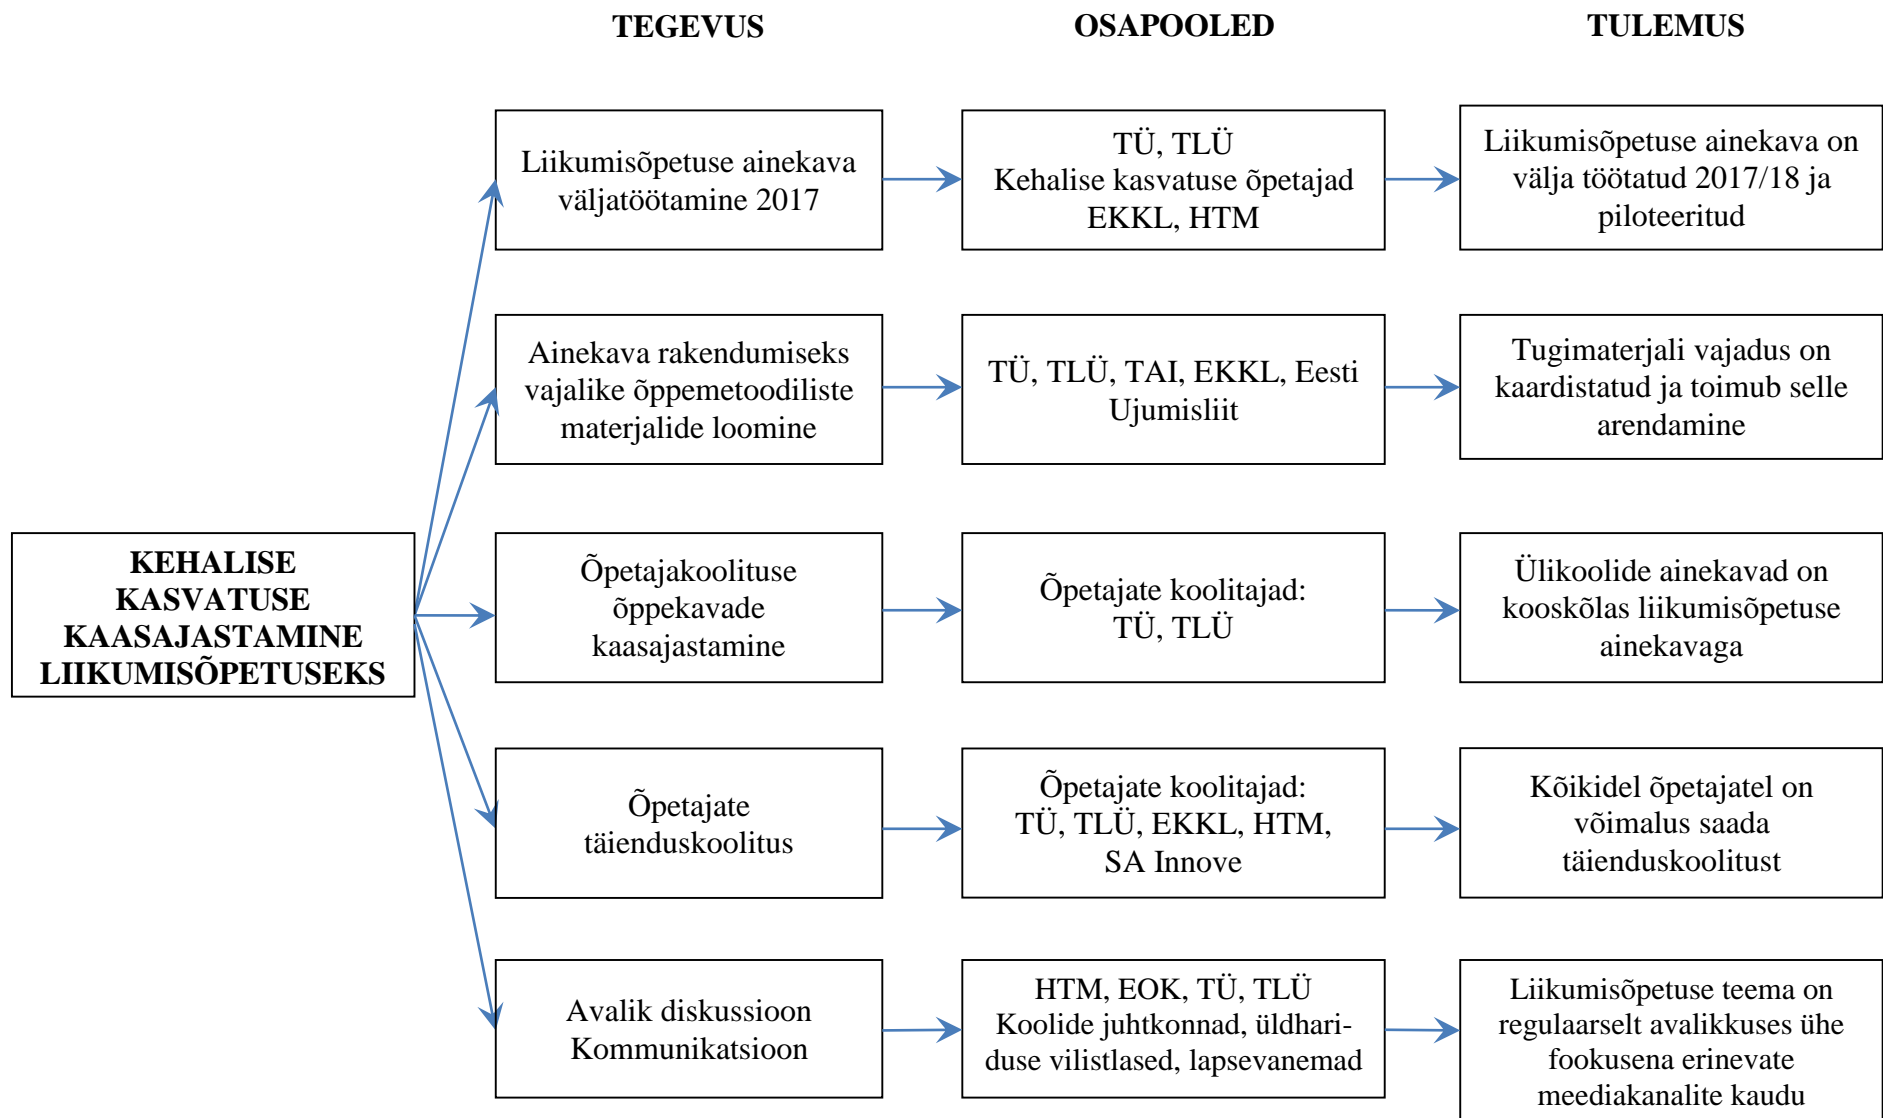 TEGEVUS
OSAPOOLED
TULEMUS
Liikumisõpetuse ainekava
väljatöötamine 2017
TÜ, TLÜ
Kehalise kasvatuse õpetajad
EKKL, HTM
Liikumisõpetuse ainekava on
välja töötatud 2017/18 ja
piloteeritud
Ainekava rakendumiseks
vajalike õppemetoodiliste
materjalide loomine
TÜ, TLÜ, TAI, EKKL, Eesti
Ujumisliit
Tugimaterjali vajadus on
kaardistatud ja toimub selle
arendamine
KEHALISE
KASVATUSE
KAASAJASTAMINE
LIIKUMISÕPETUSEKS
Õpetajakoolituse
õppekavade
kaasajastamine
Õpetajate koolitajad:
TÜ, TLÜ
Ülikoolide ainekavad on
kooskõlas liikumisõpetuse
ainekavaga
Õpetajate
täienduskoolitus
Õpetajate koolitajad:
TÜ, TLÜ, EKKL, HTM,
SA Innove
Kõikidel õpetajatel on
võimalus saada
täienduskoolitust
Avalik diskussioon
Kommunikatsioon
HTM, EOK, TÜ, TLÜ
Koolide juhtkonnad, üldhari-
duse vilistlased, lapsevanemad
Liikumisõpetuse teema on
regulaarselt avalikkuses ühe
fookusena erinevate
meediakanalite kaudu